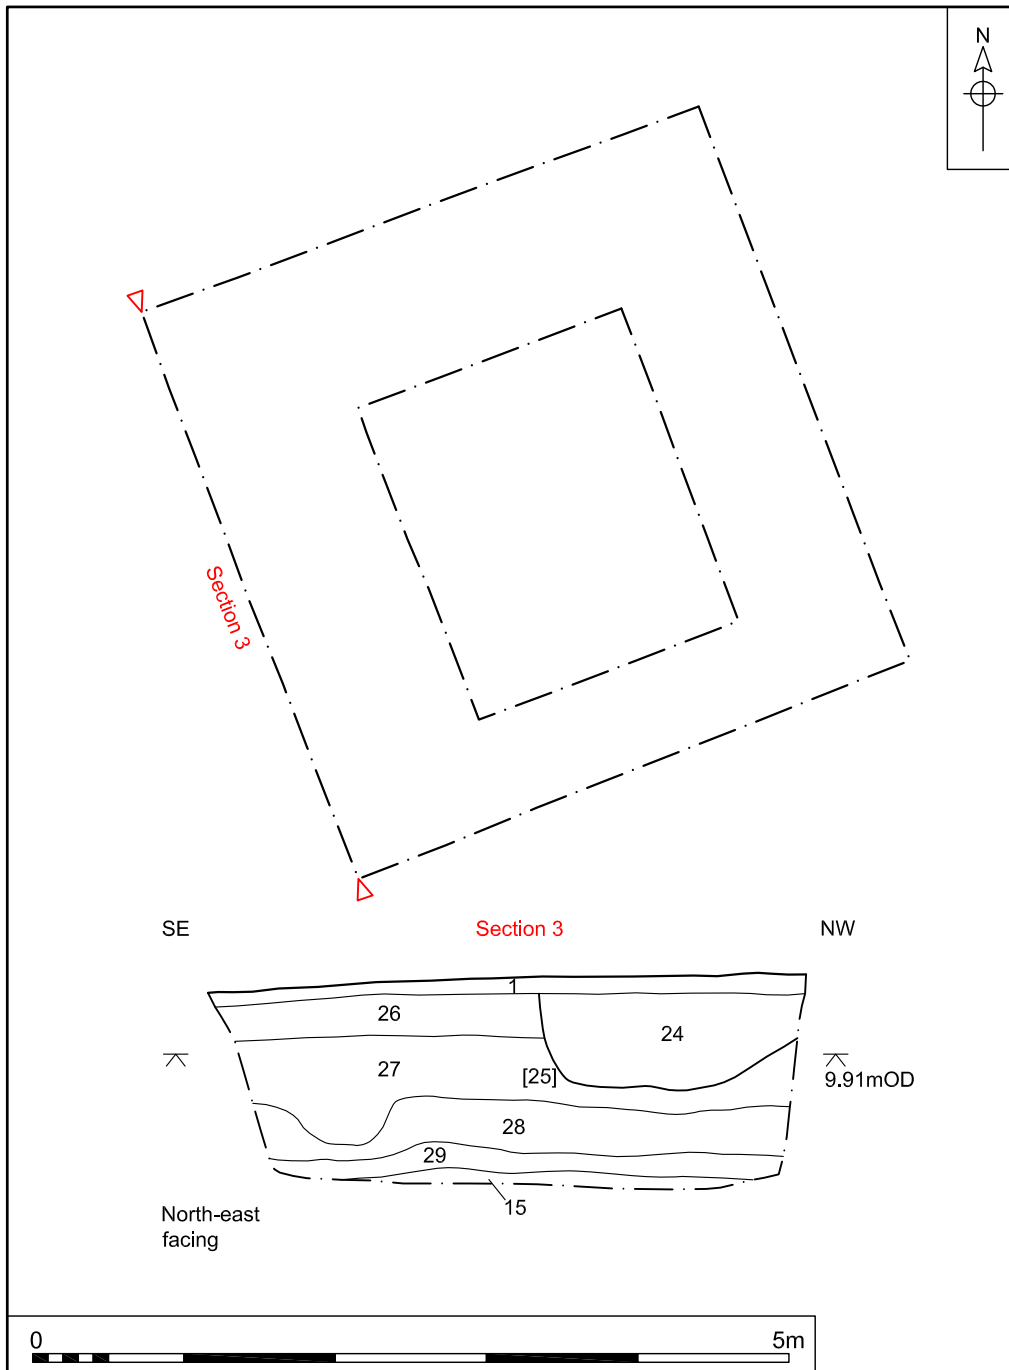 N
Section 3
SE
Section 3
NW
1
26
24
27
[25]
9.91mOD
28
29
15
North-east
facing
0
5m